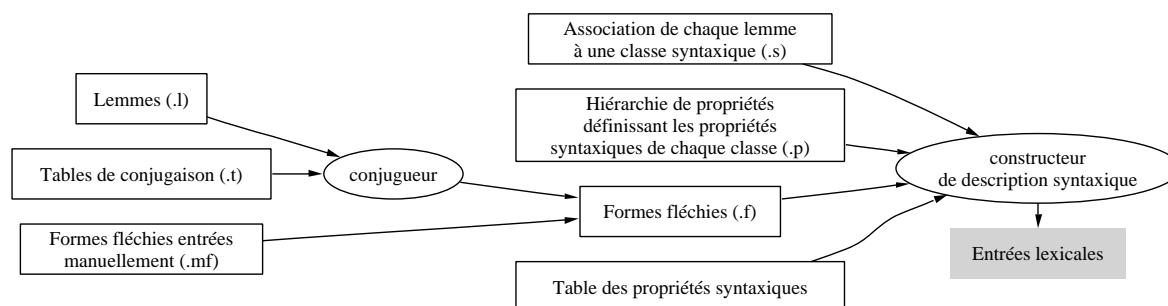 Association de chaque lemme
à une classe syntaxique (.s)
Lemmes (.l)
Hiérarchie de propriétés
définissant les propriétés
syntaxiques de chaque classe (.p)
Tables de conjugaison (.t)
conjugueur
constructeur
de description syntaxique
Formes fléchies (.f)
Formes fléchies entrées
manuellement (.mf)
Entrées lexicales
Table des propriétés syntaxiques